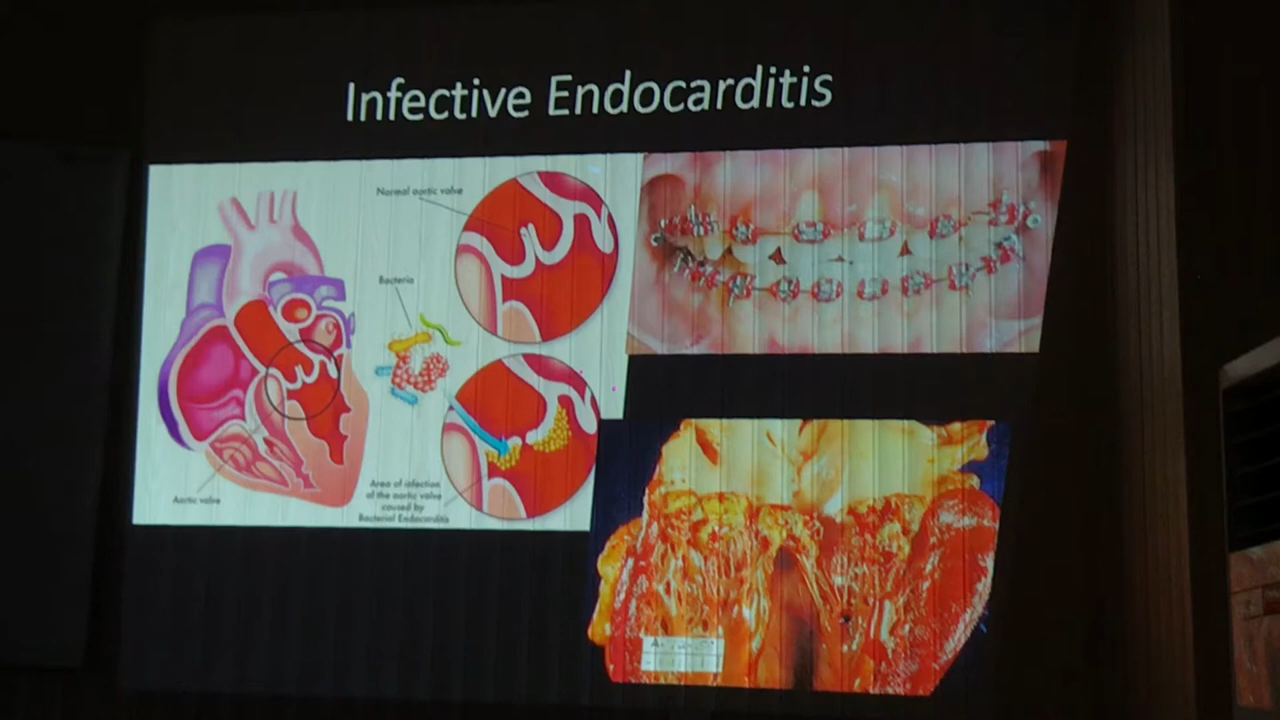 Infective Endocarditis
Normal aortic valve
Bacteria
Aortic valve
Area of infection
of the aortic valve
caused by
Bacterial Endocarditis